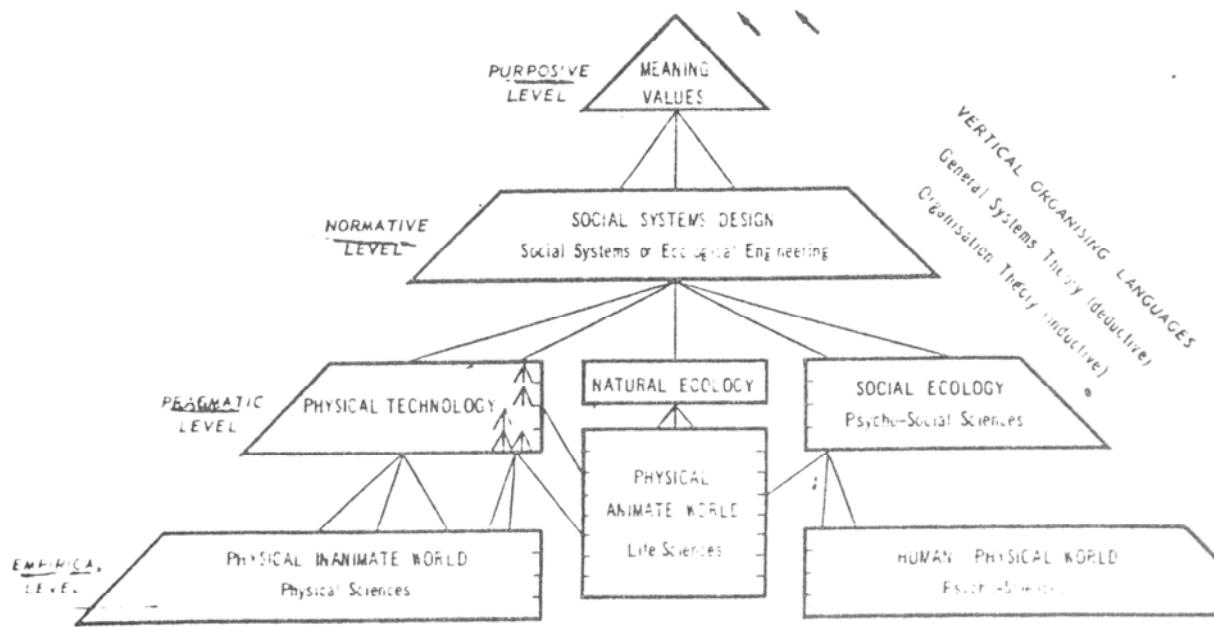 PURPOSIVE
LEVEL
MEANING
VALUES
VERTICAL ORGANISING LANGUAGES
General Systems Theory (deductive)
Organisation Theory (inductive)
NORMATIVE
LEVEL
SOCIAL SYSTEMS DESIGN
Social Systems or Ecological Engineering
PRAGMATIC
LEVEL
PHYSICAL TECHNOLOGY
NATURAL ECOLOGY
SOCIAL ECOLOGY
Psycho-Social Sciences
PHYSICAL
ANIMATE WORLD
Life Sciences
EMPIRICAL
LEVEL
PHYSICAL INANIMATE WORLD
Physical Sciences
HUMAN PHYSICAL WORLD